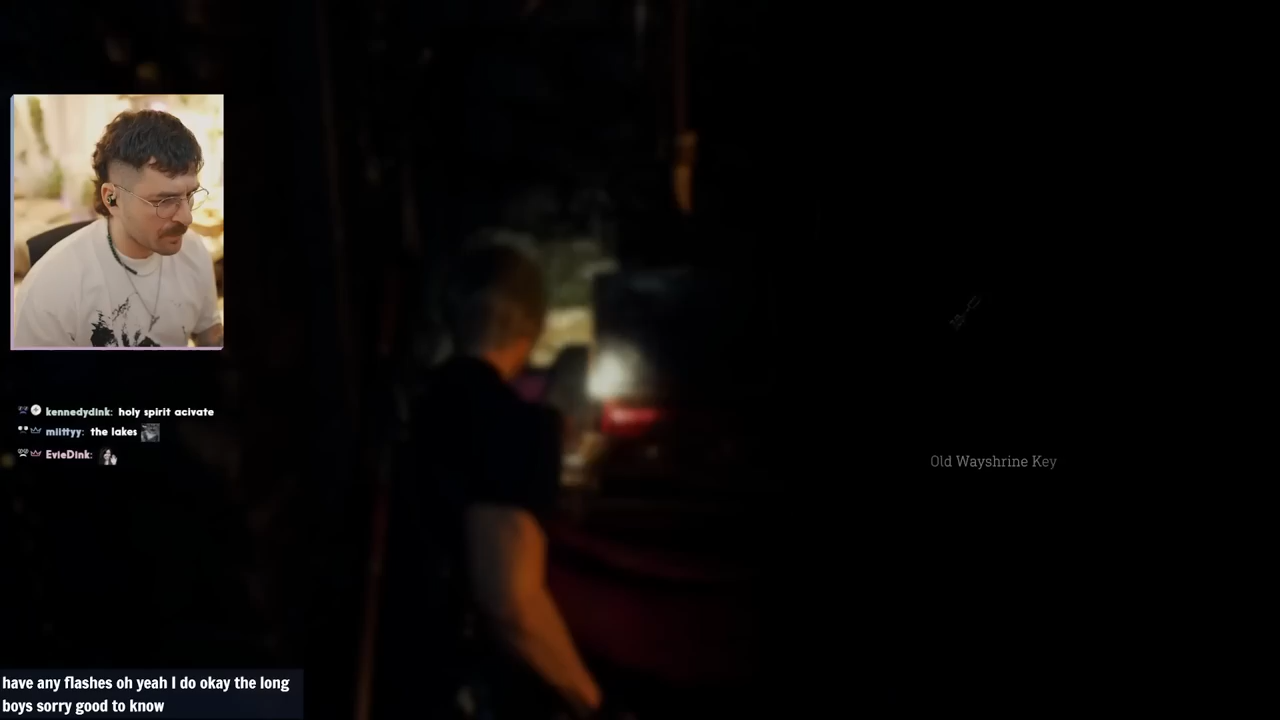 kennedydink: holy spirit acivate
miittyy: the lakes
EvieDink:
Old Wayshrine Key
have any flashes oh yeah I do okay the long
boys sorry good to know